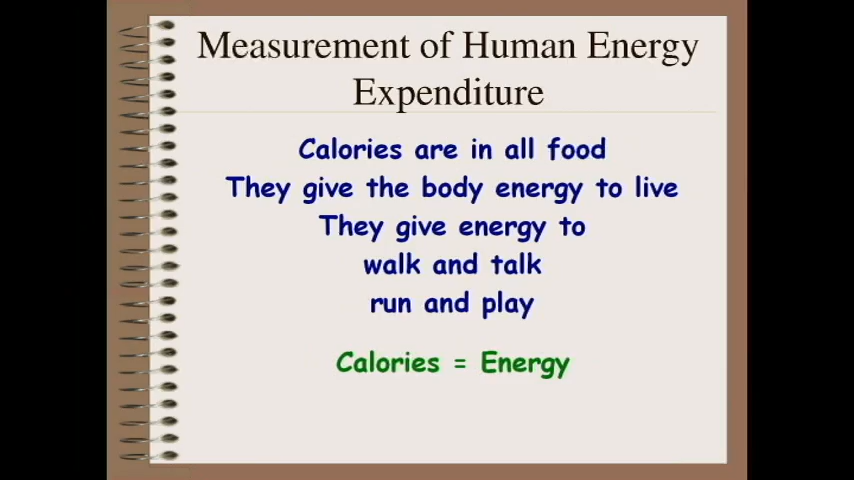 Measurement of Human Energy
Expenditure
Calories are in all food
They give the body energy to live
They give energy to
walk and talk
run and play
Calories = Energy